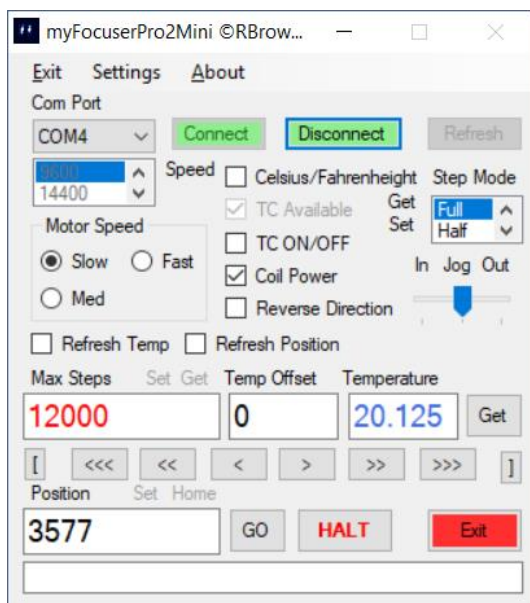 myFocuserPro2Mini ©RBrow...
Exit Settings About
Com Port
COM4 Connect Disconnect Refresh
9600
14400
Speed
Celsius/Fahrenheight
Step Mode
TC Available
Get
Set
Full
Half
Motor Speed
TC ON/OFF
Slow Fast
Med
Coil Power
In Jog Out
Reverse Direction
Refresh Temp Refresh Position
Max Steps Set Get Temp Offset Temperature
12000 0 20.125 Get
[ <<< << < > >> >>> ]
Position Set Home
3577 GO HALT Exit